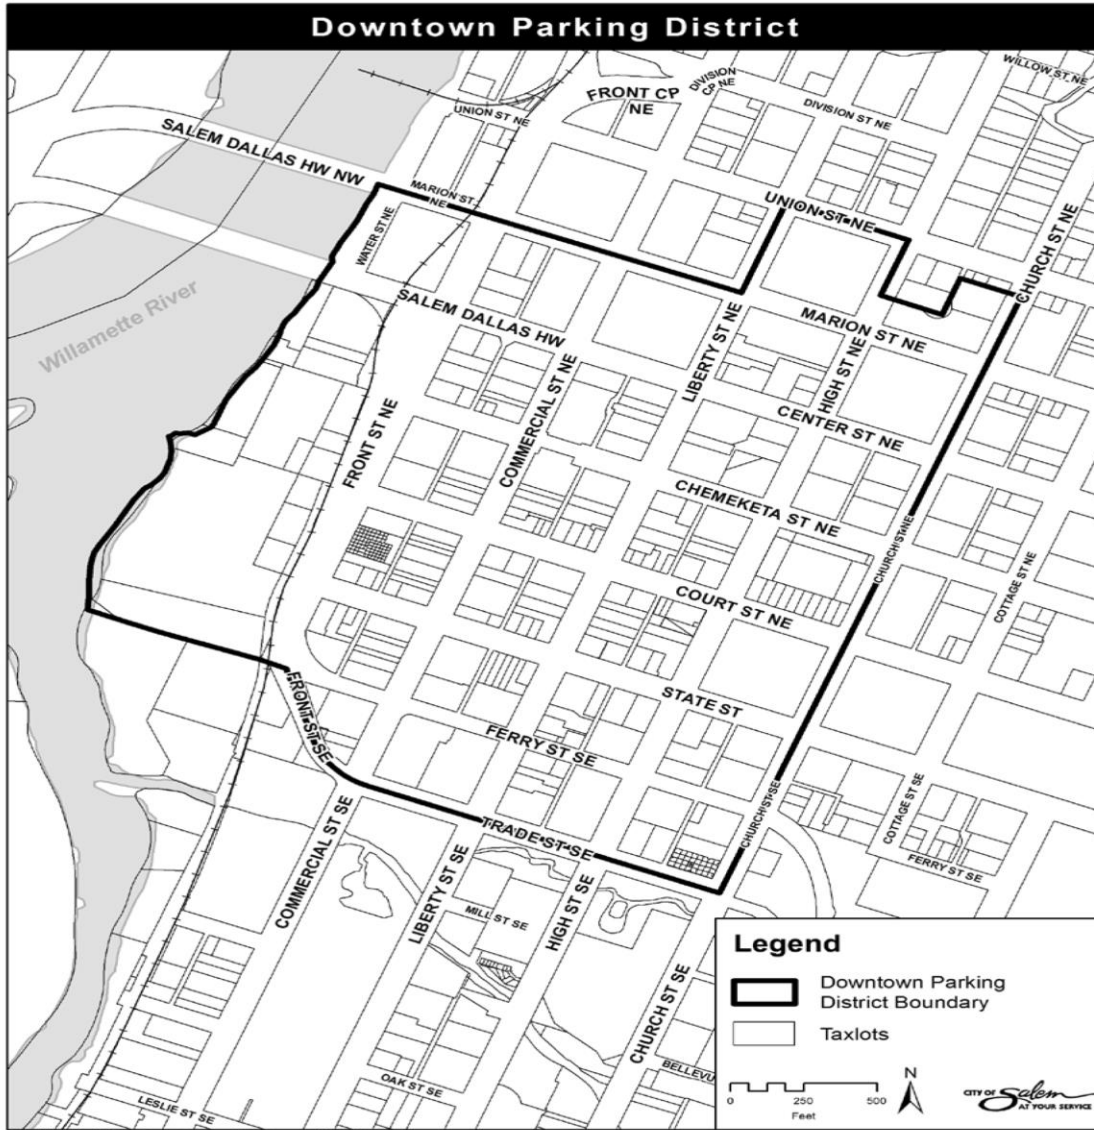 Downtown Parking District
WILLOW ST NE
DIVISION
CP NE
FRONT CP
NE
DIVISION ST NE
UNION ST NE
SALEM DALLAS HW NW
MARION ST
NE
UNION ST NE
CHURCH ST NE
WATER ST NE
Willamette River
SALEM DALLAS HW
MARION ST NE
LIBERTY ST NE
HIGH ST NE
COMMERCIAL ST NE
CENTER ST NE
FRONT ST NE
CHEMEKETA ST NE
CHURCH ST NE
COTTAGE ST NE
COURT ST NE
STATE ST
FRONT ST SE
FERRY ST SE
CHURCH ST SE
COTTAGE ST SE
TRADE ST SE
FERRY ST SE
COMMERCIAL ST SE
LIBERTY ST SE
HIGH ST SE
MILL ST SE
CHURCH ST SE
BELLEVU
OAK ST SE
LESLIE ST SE
Legend
Downtown Parking
District Boundary
Taxlots
0 250 500
Feet
N
CITY OF Salem
AT YOUR SERVICE